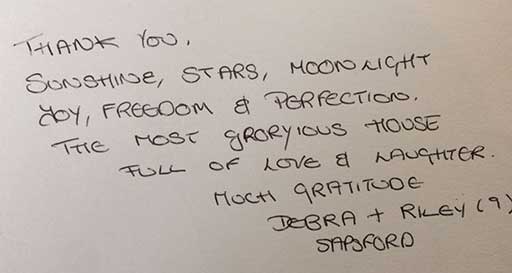 THANK YOU.
SUNSHINE, STARS, MOONLIGHT
JOY, FREEDOM & PERFECTION.
THE MOST GRORYIOUS HOUSE
FULL OF LOVE & LAUGHTER.
MUCH GRATITUDE
DEBRA + RILEY (9)
SAPSFORD